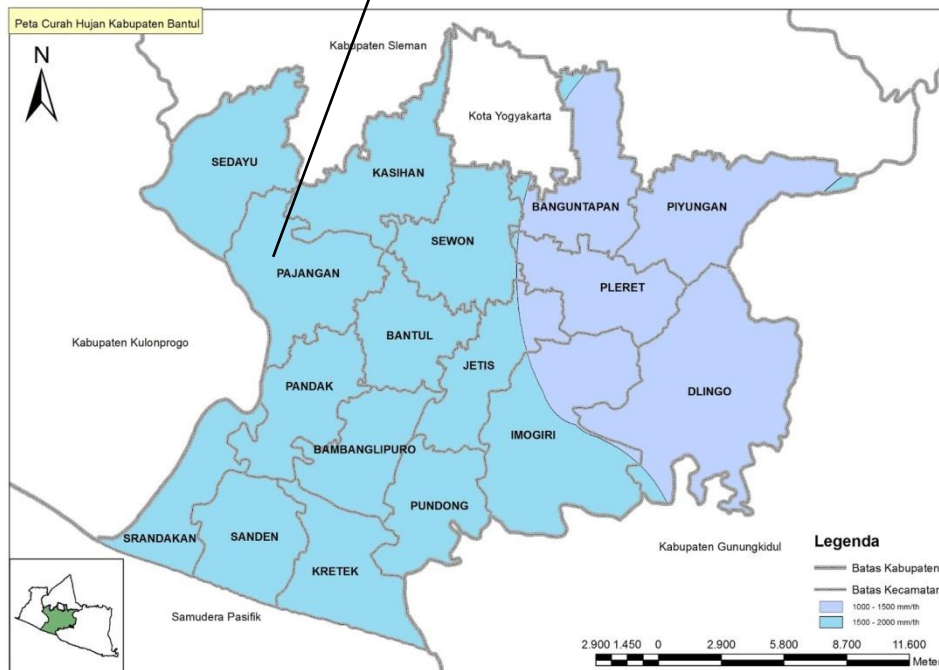 Peta Curah Hujan Kabupaten Bantul
Kabupaten Sleman
N
Kota Yogyakarta
SEDAYU
KASIHAN
BANGUNTAPAN
PIYUNGAN
SEWON
PAJANGAN
PLERET
BANTUL
Kabupaten Kulonprogo
JETIS
PANDAK
DLINGO
IMOGIRI
BAMBANGLIPURO
PUNDONG
SRANDAKAN
SANDEN
KRETEK
Kabupaten Gunungkidul
Samudera Pasifik
Legenda
Batas Kabupaten
Batas Kecamatan
1000 - 1500 mm/th
1500 - 2000 mm/th
2.900 1.450 0 2.900 5.800 8.700 11.600
Meter